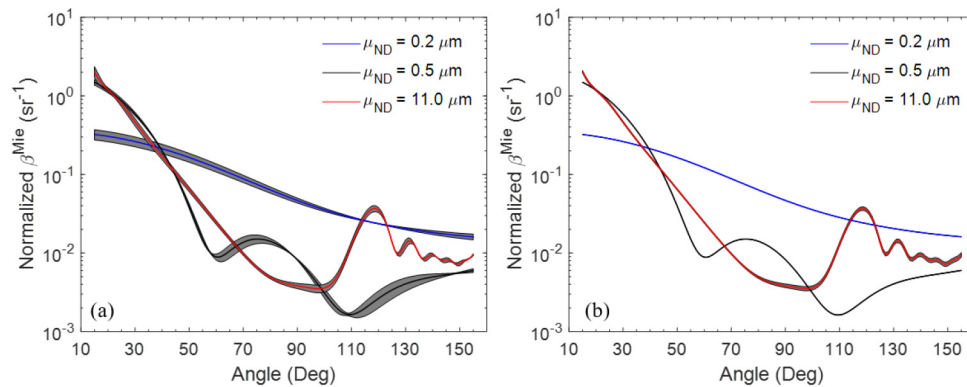 10^1
10^0
10^-1
10^-2
10^-3
Normalized β^Mie (sr^-1)
μ_ND = 0.2 μm
μ_ND = 0.5 μm
μ_ND = 11.0 μm
(a)
10 30 50 70 90 110 130 150
Angle (Deg)
10^1
10^0
10^-1
10^-2
10^-3
Normalized β^Mie (sr^-1)
μ_ND = 0.2 μm
μ_ND = 0.5 μm
μ_ND = 11.0 μm
(b)
10 30 50 70 90 110 130 150
Angle (Deg)